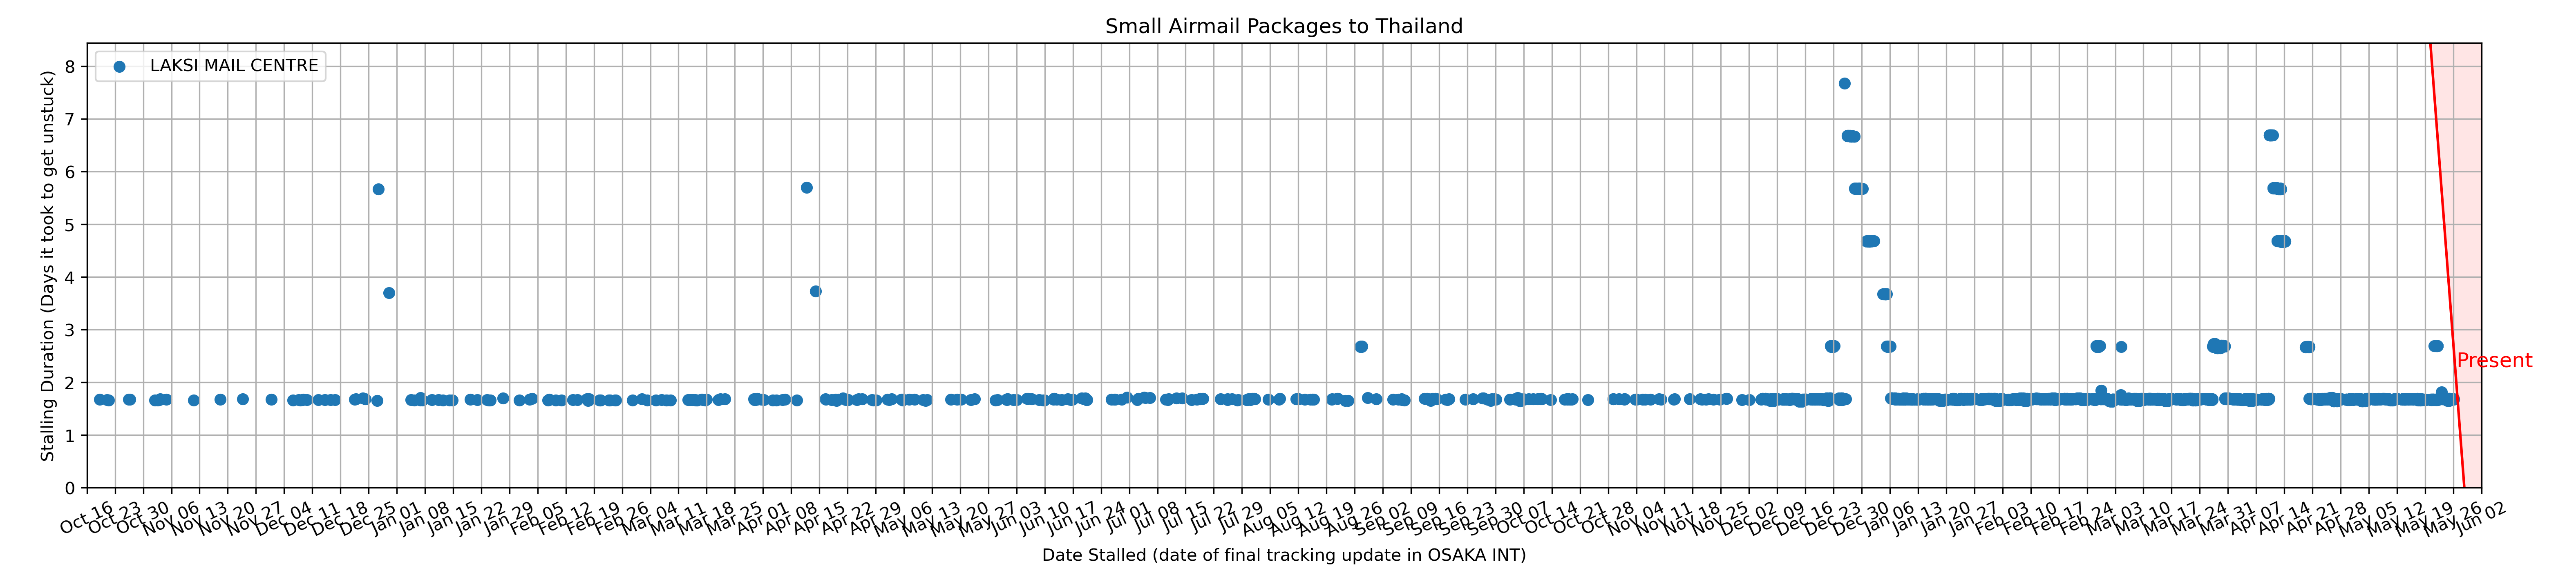 Small Airmail Packages to Thailand
LAKSI MAIL CENTRE
Stalling Duration (Days it took to get unstuck)
8
7
6
5
4
3
2
1
0
Present
Oct 16
Oct 23
Oct 30
Nov 06
Nov 13
Nov 20
Nov 27
Dec 04
Dec 11
Dec 18
Dec 25
Jan 01
Jan 08
Jan 15
Jan 22
Jan 29
Feb 05
Feb 12
Feb 19
Feb 26
Mar 04
Mar 11
Mar 18
Mar 25
Apr 01
Apr 08
Apr 15
Apr 22
Apr 29
May 06
May 13
May 20
May 27
Jun 03
Jun 10
Jun 17
Jun 24
Jul 01
Jul 08
Jul 15
Jul 22
Jul 29
Aug 05
Aug 12
Aug 19
Aug 26
Sep 02
Sep 09
Sep 16
Sep 23
Sep 30
Oct 07
Oct 14
Oct 21
Oct 28
Nov 04
Nov 11
Nov 18
Nov 25
Dec 02
Dec 09
Dec 16
Dec 23
Dec 30
Jan 06
Jan 13
Jan 20
Jan 27
Feb 03
Feb 10
Feb 17
Feb 24
Mar 03
Mar 10
Mar 17
Mar 24
Mar 31
Apr 07
Apr 14
Apr 21
Apr 28
May 05
May 12
May 19
May 26
Jun 02
Date Stalled (date of final tracking update in OSAKA INT)